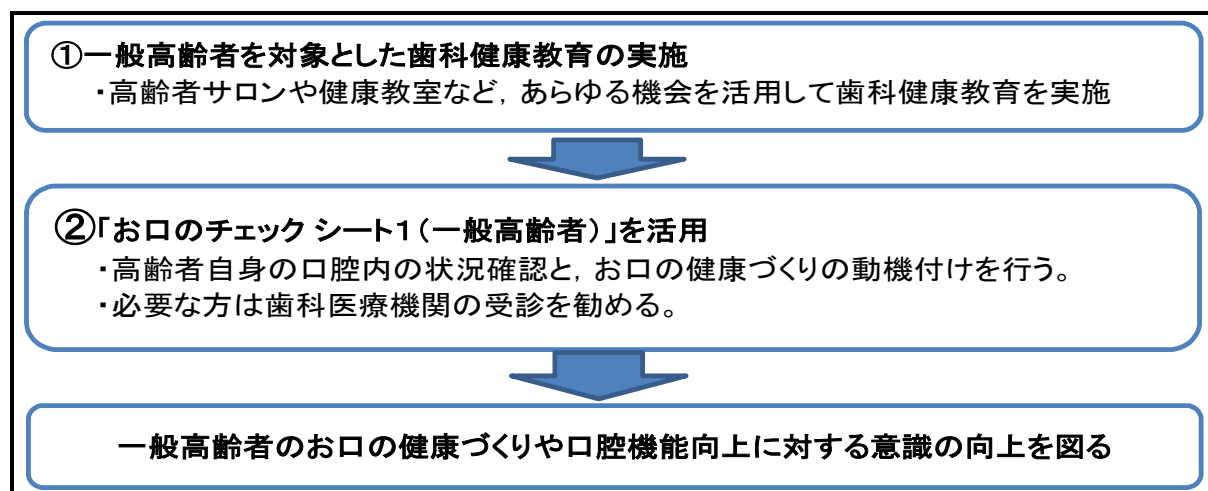 ①一般高齢者を対象とした歯科健康教育の実施
・高齢者サロンや健康教室など，あらゆる機会を活用して歯科健康教育を実施
②「お口のチェック シート1（一般高齢者）」を活用
・高齢者自身の口腔内の状況確認と，お口の健康づくりの動機付けを行う。
・必要な方は歯科医療機関の受診を勧める。
一般高齢者のお口の健康づくりや口腔機能向上に対する意識の向上を図る